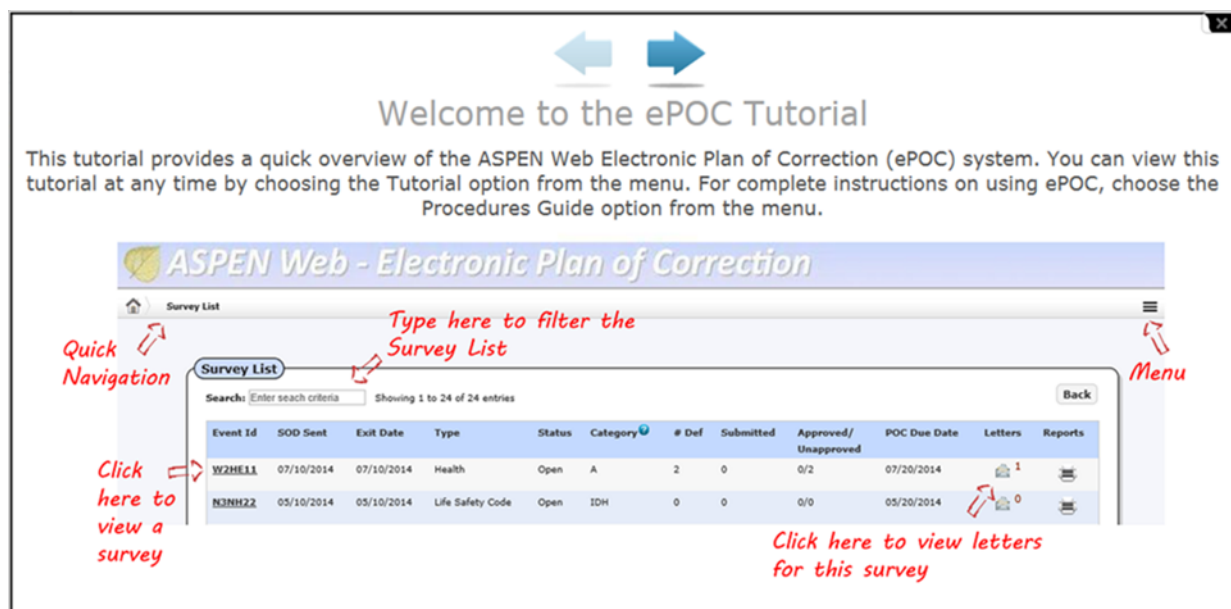 Welcome to the ePOC Tutorial
This tutorial provides a quick overview of the ASPEN Web Electronic Plan of Correction (ePOC) system. You can view this
tutorial at any time by choosing the Tutorial option from the menu. For complete instructions on using ePOC, choose the
Procedures Guide option from the menu.
ASPEN Web - Electronic Plan of Correction
Survey List
Type here to filter the
Survey List
Quick
Navigation
Menu
Survey List
Search: Enter seach criteria Showing 1 to 24 of 24 entries Back
Event Id SOD Sent Exit Date Type Status Category # Def Submitted Approved/ POC Due Date Letters Reports
Unapproved
W2HE11 07/10/2014 07/10/2014 Health Open A 2 0 0/2 07/20/2014 1
N3NH22 05/10/2014 05/10/2014 Life Safety Code Open IDH 0 0 0/0 05/20/2014 0
Click
here to
view a
survey
Click here to view letters
for this survey